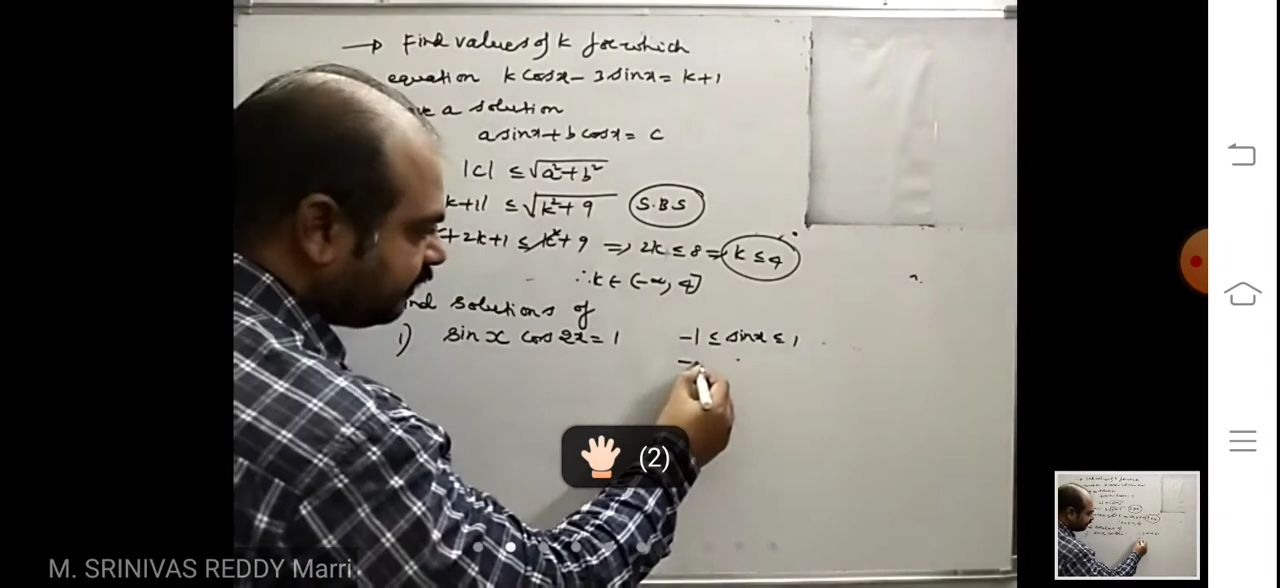 → Find values of k for which
equation k cosx - 3 sinx = k+1
a solution
a sinx + b cosx = c
|c| ≤ √a²+b²
k+1| ≤ √k²+9 S.B.S
+2k+1 ≤ k²+9 ⇒ 2k ≤ 8 ⇒ k ≤ 4
∴ k ∈ (-∞, 4]
solutions of
1) sin x cos 2x = 1 -1 ≤ sinx ≤ 1
(2)
M. SRINIVAS REDDY Marri